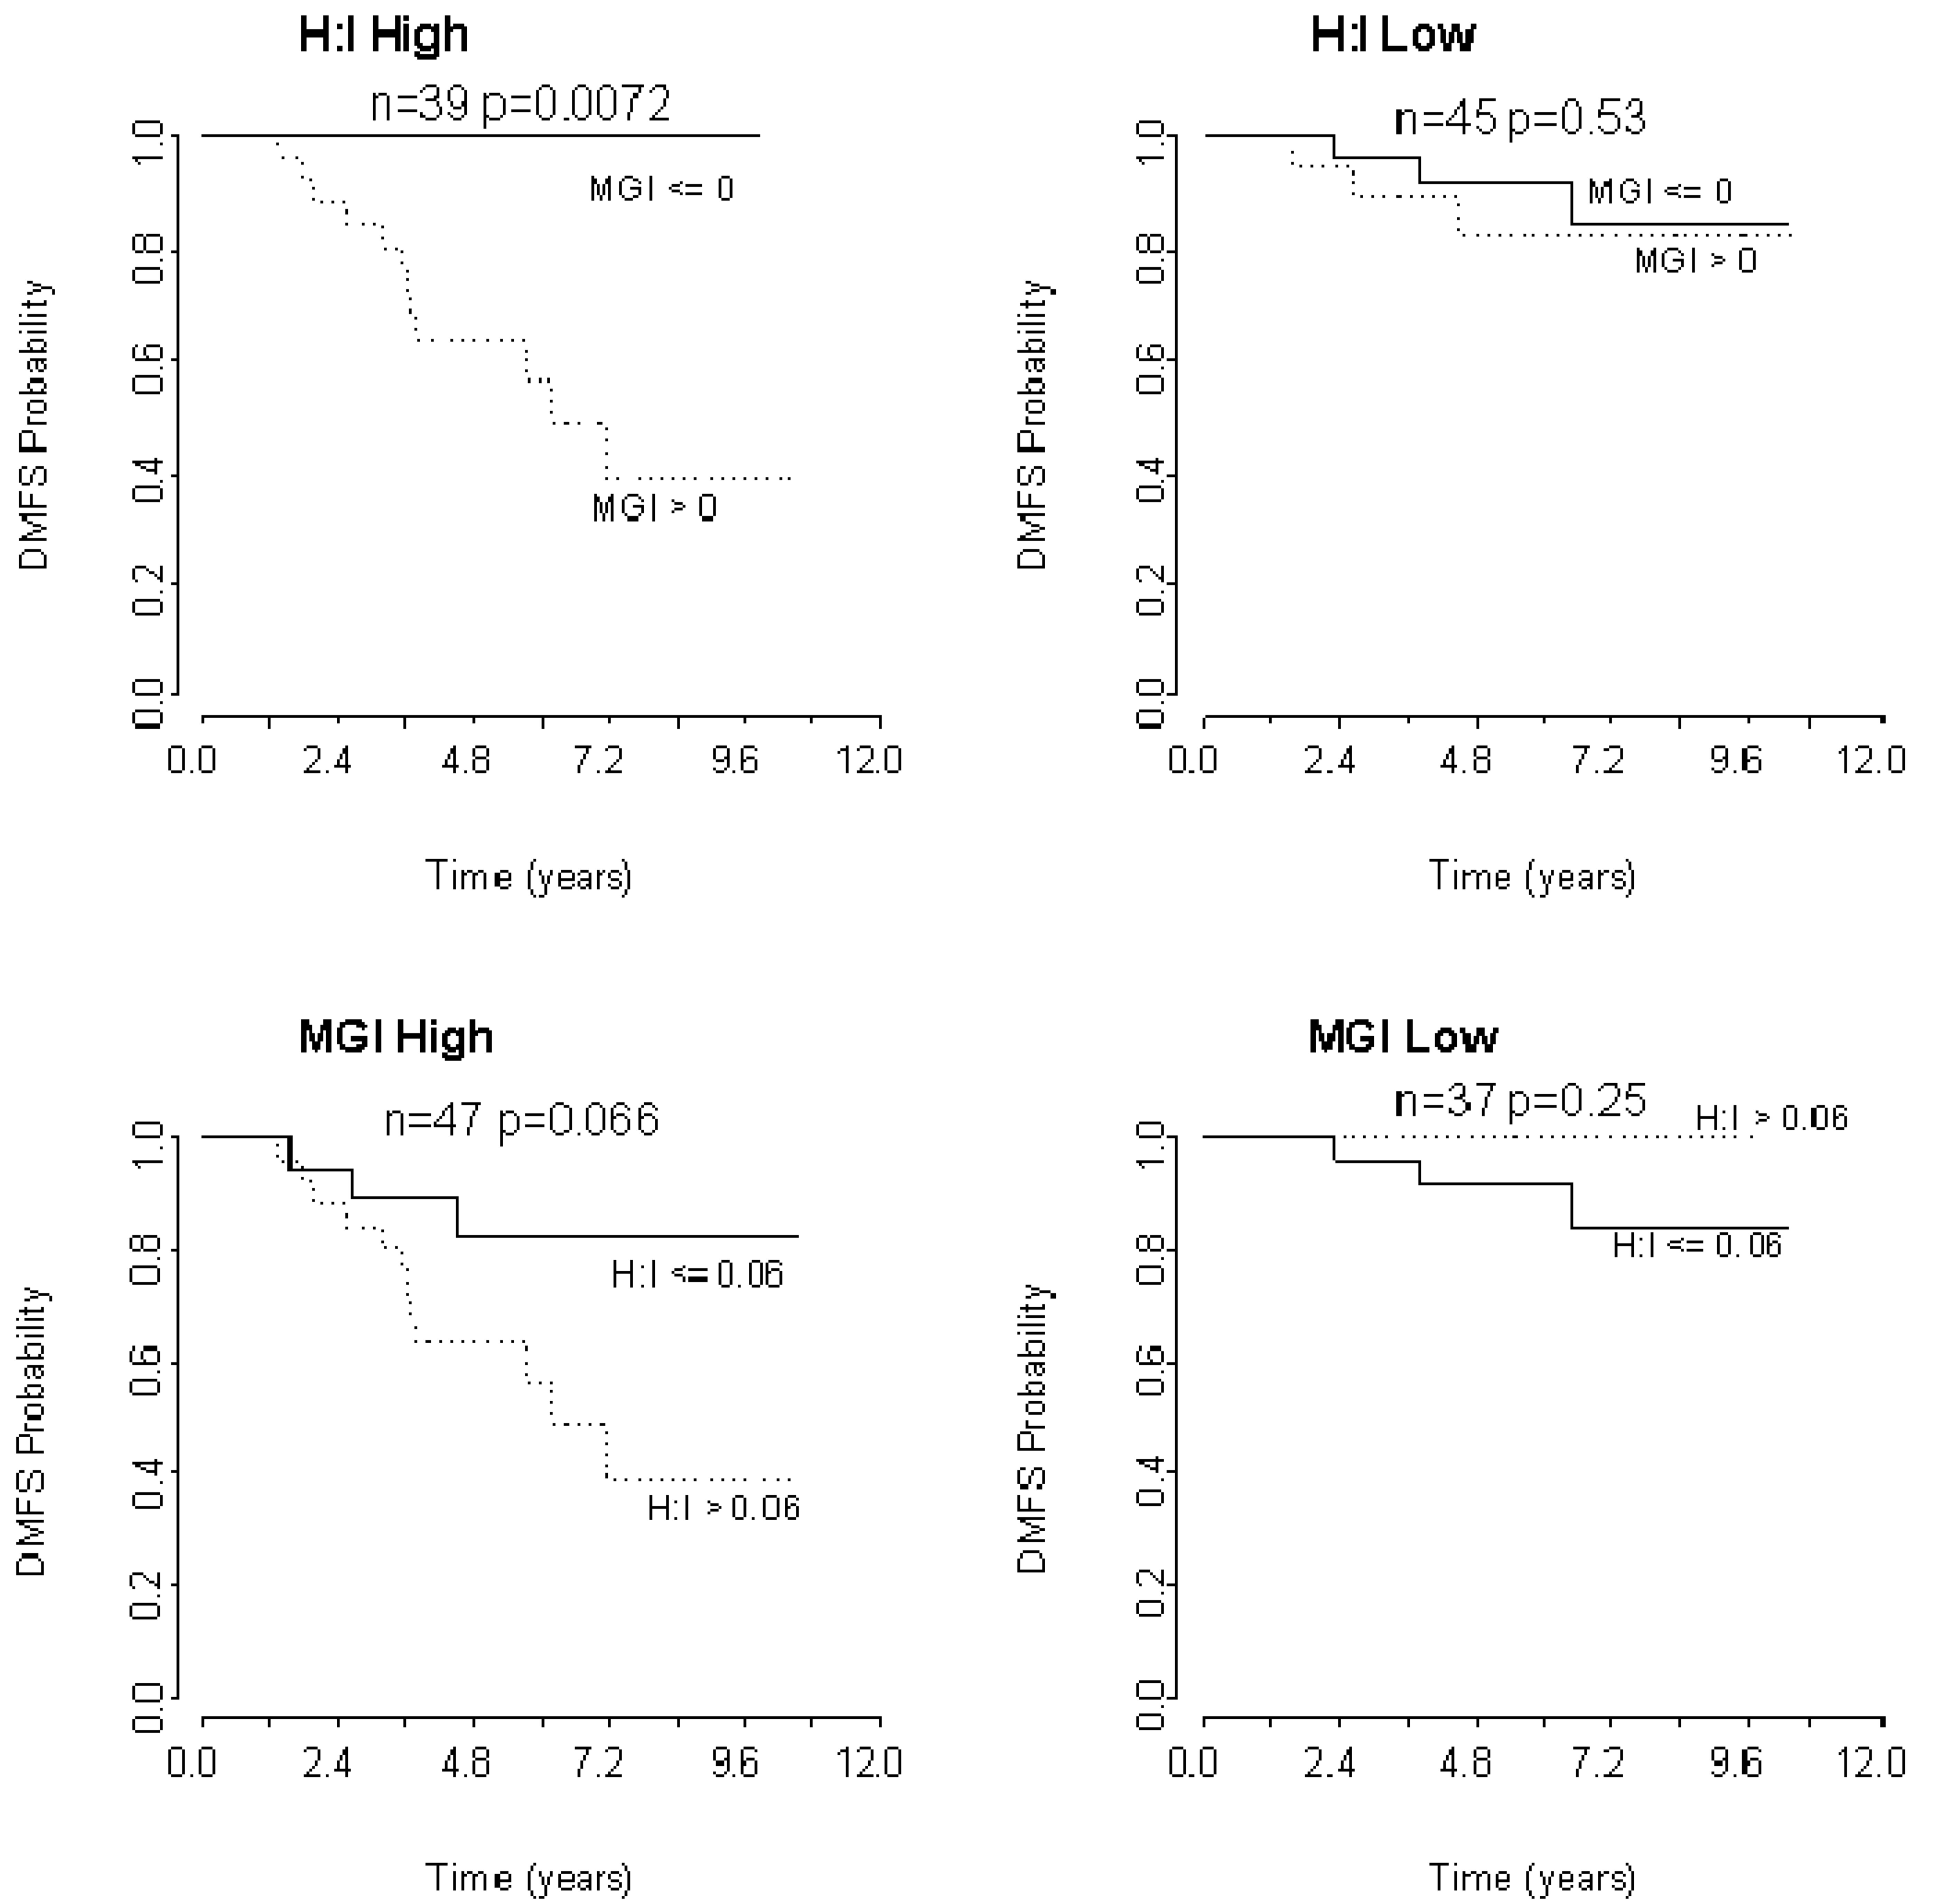 H:I High
n=39 p=0.0072
1.0
0.8
0.6
0.4
0.2
0.0
DMFS Probability
MGI <= 0
MGI > 0
0.0 2.4 4.8 7.2 9.6 12.0
Time (years)
H:I Low
n=45 p=0.53
1.0
0.8
0.6
0.4
0.2
0.0
DMFS Probability
MGI <= 0
MGI > 0
0.0 2.4 4.8 7.2 9.6 12.0
Time (years)
MGI High
n=47 p=0.066
1.0
0.8
0.6
0.4
0.2
0.0
DMFS Probability
H:I <= 0.06
H:I > 0.06
0.0 2.4 4.8 7.2 9.6 12.0
Time (years)
MGI Low
n=37 p=0.25
H:I > 0.06
1.0
0.8
0.6
0.4
0.2
0.0
DMFS Probability
H:I <= 0.06
0.0 2.4 4.8 7.2 9.6 12.0
Time (years)